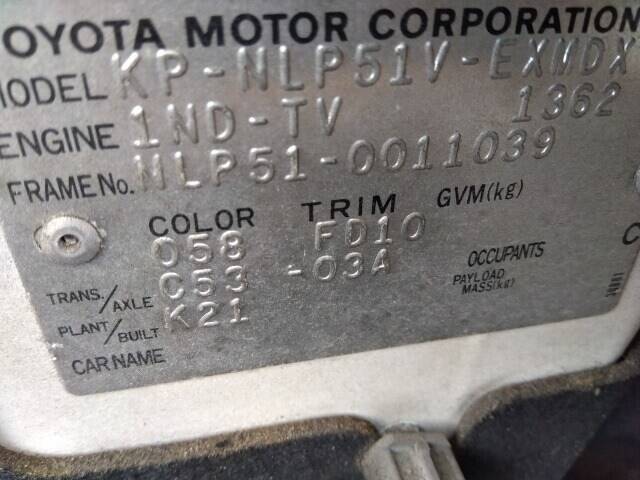 OYOTA MOTOR CORPORATION
MODEL KP-NLP51V-EXMDX
ENGINE 1ND-TV 1362
FRAME No. NLP51-0011039
COLOR TRIM GVM(kg)
058 FD10
TRANS./AXLE C53 -03A OCCUPANTS
PLANT/BUILT K21 PAYLOAD MASS(kg)
CAR NAME
C